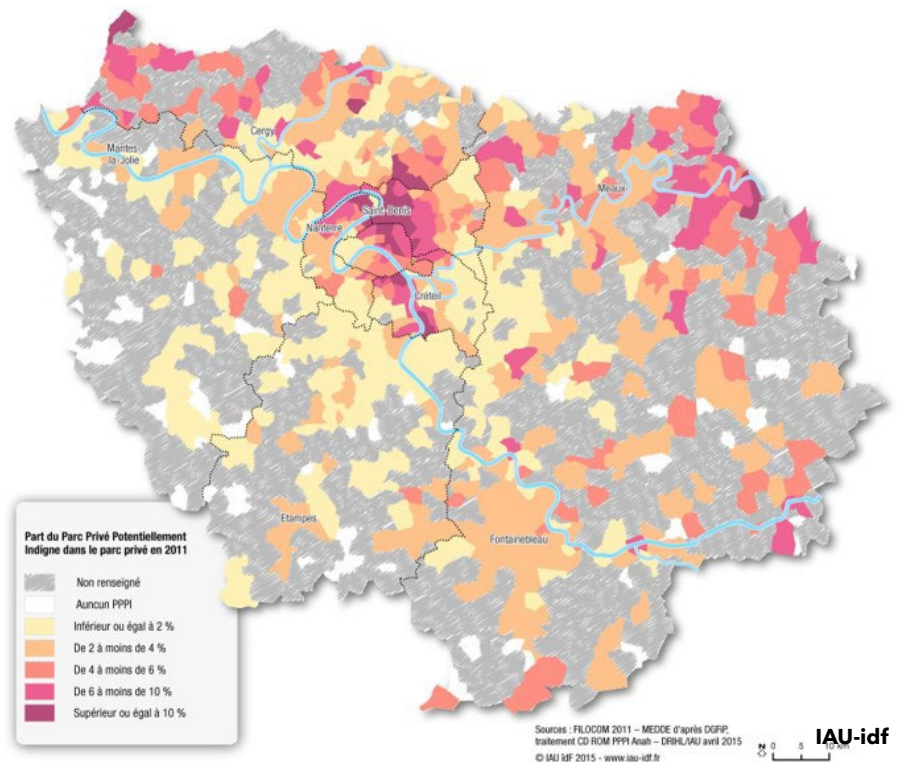 Cergy
Mantes-
la-Jolie
Meaux
Saint-Denis
Nanterre
Créteil
Etampes
Fontainebleau
Part du Parc Privé Potentiellement
Indigne dans le parc privé en 2011
Non renseigné
Auncun PPPI
Inférieur ou égal à 2 %
De 2 à moins de 4 %
De 4 à moins de 6 %
De 6 à moins de 10 %
Supérieur ou égal à 10 %
Sources : FILOCOM 2011 – MEDDE d'après DGFiP,
traitement CD ROM PPPI Anah – DRIHL/IAU avril 2015
© IAU îdF 2015 - www.iau-idf.fr
IAU-idf
N 0 5 10 km